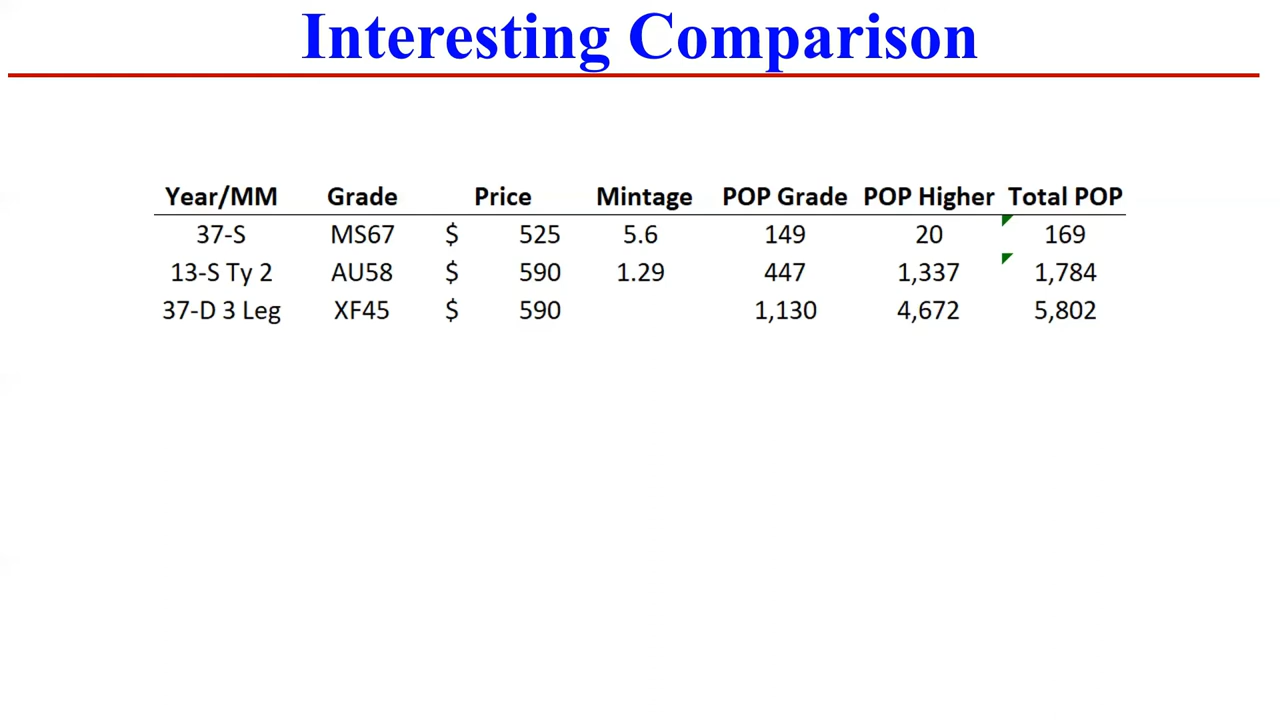 Interesting Comparison
Year/MM Grade Price Mintage POP Grade POP Higher Total POP
37-S MS67 $ 525 5.6 149 20 169
13-S Ty 2 AU58 $ 590 1.29 447 1,337 1,784
37-D 3 Leg XF45 $ 590 1,130 4,672 5,802